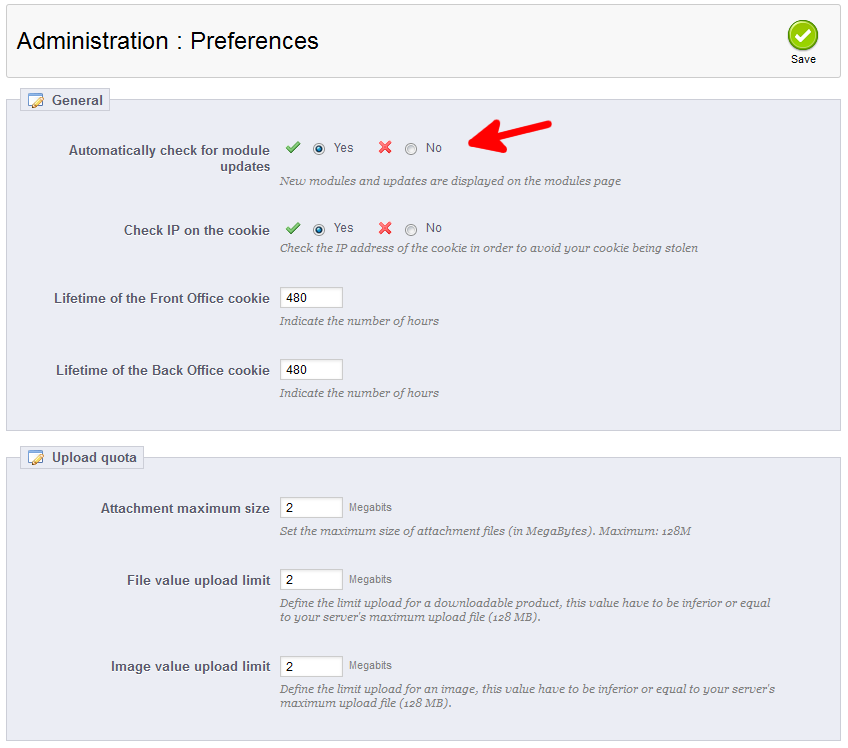 Administration : Preferences
Save
General
Automatically check for module
updates
Yes
No
New modules and updates are displayed on the modules page
Check IP on the cookie
Yes
No
Check the IP address of the cookie in order to avoid your cookie being stolen
Lifetime of the Front Office cookie
480
Indicate the number of hours
Lifetime of the Back Office cookie
480
Indicate the number of hours
Upload quota
Attachment maximum size
2
Megabits
Set the maximum size of attachment files (in MegaBytes). Maximum: 128M
File value upload limit
2
Megabits
Define the limit upload for a downloadable product, this value have to be inferior or equal
to your server's maximum upload file (128 MB).
Image value upload limit
2
Megabits
Define the limit upload for an image, this value have to be inferior or equal to your server's
maximum upload file (128 MB).